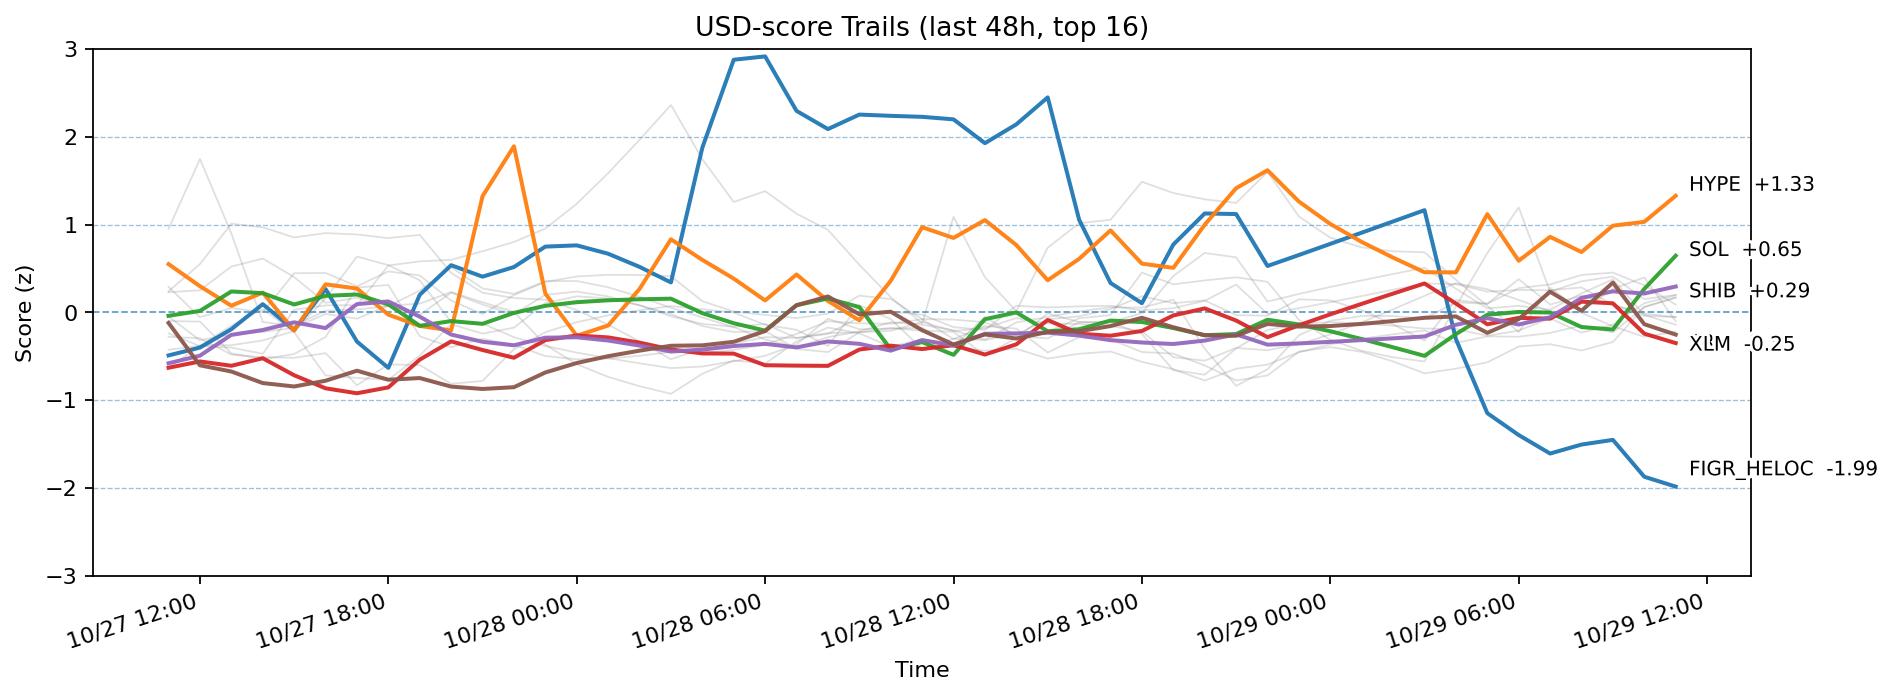 USD-score Trails (last 48h, top 16)
3
2
1
0
−1
−2
−3
Score (z)
HYPE +1.33
SOL +0.65
SHIB +0.29
XLM -0.25
FIGR_HELOC -1.99
10/27 12:00
10/27 18:00
10/28 00:00
10/28 06:00
10/28 12:00
10/28 18:00
10/29 00:00
10/29 06:00
10/29 12:00
Time